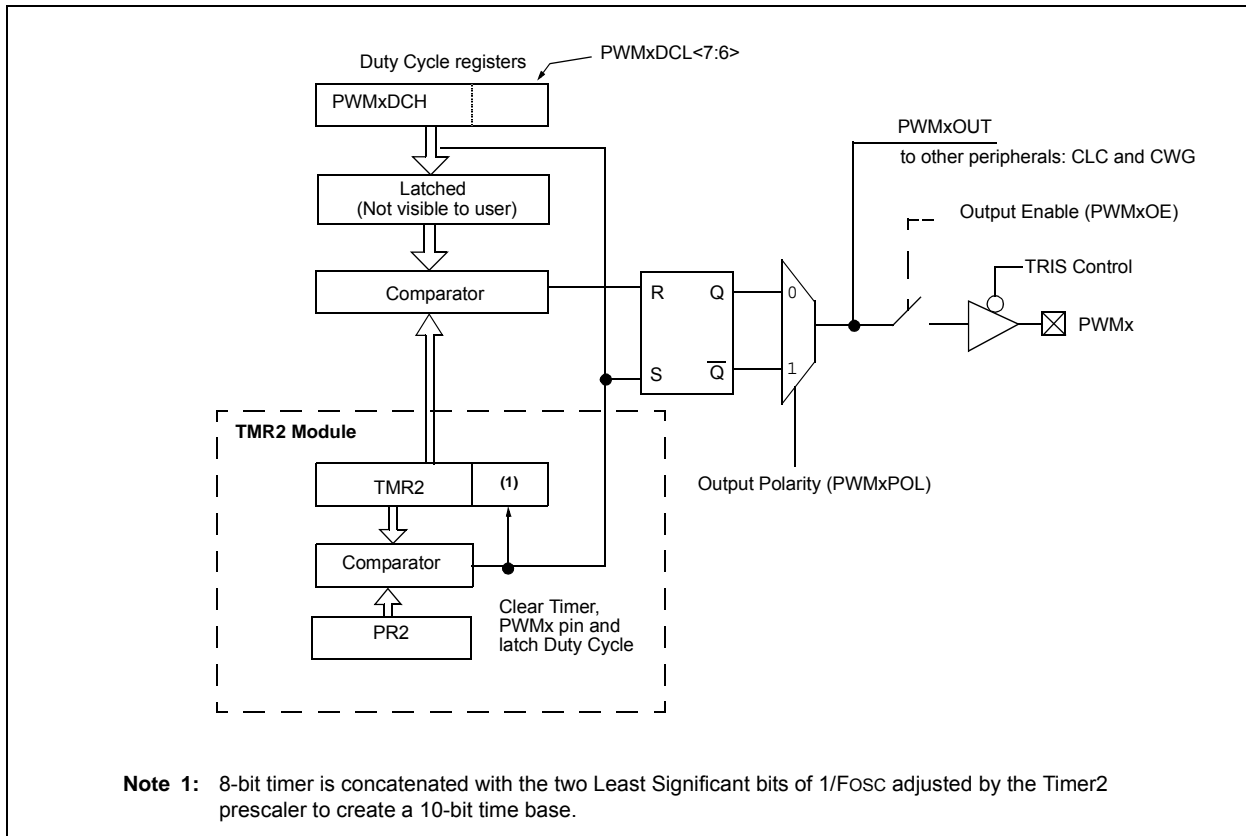 Duty Cycle registers
PWMxDCL<7:6>
PWMxDCH
Latched
(Not visible to user)
Comparator
R
Q
S
Q
0
1
PWMxOUT
to other peripherals: CLC and CWG
Output Enable (PWMxOE)
TRIS Control
PWMx
Output Polarity (PWMxPOL)
TMR2 Module
TMR2
(1)
Comparator
PR2
Clear Timer,
PWMx pin and
latch Duty Cycle
Note 1: 8-bit timer is concatenated with the two Least Significant bits of 1/FOSC adjusted by the Timer2
prescaler to create a 10-bit time base.